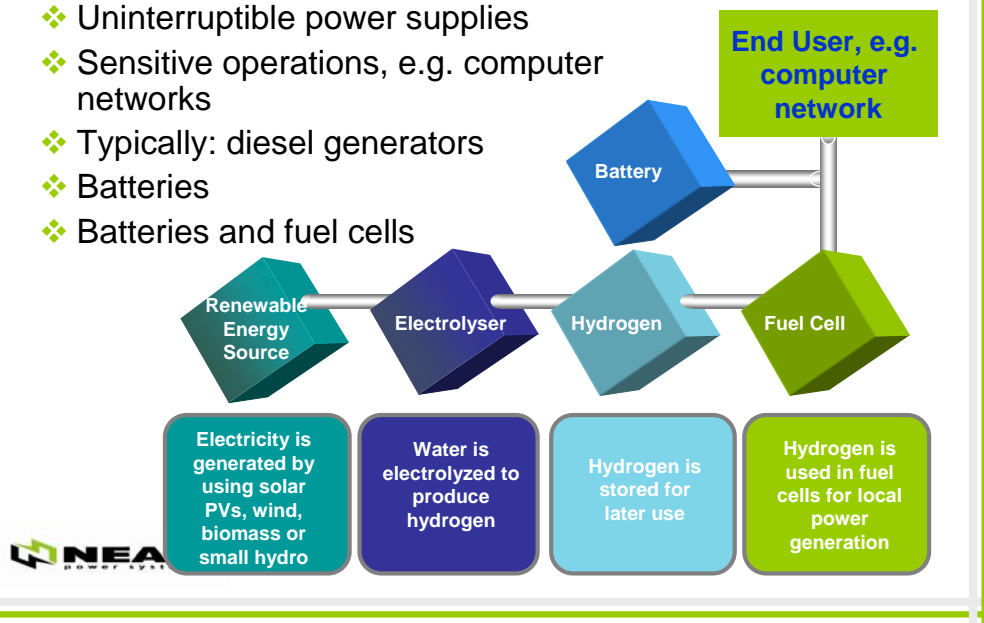 ❖ Uninterruptible power supplies
❖ Sensitive operations, e.g. computer
networks
❖ Typically: diesel generators
❖ Batteries
❖ Batteries and fuel cells
End User, e.g.
computer
network
Battery
Renewable
Energy
Source
Electrolyser
Hydrogen
Fuel Cell
Electricity is
generated by
using solar
PVs, wind,
biomass or
small hydro
Water is
electrolyzed to
produce
hydrogen
Hydrogen is
stored for
later use
Hydrogen is
used in fuel
cells for local
power
generation
NEA
power syst